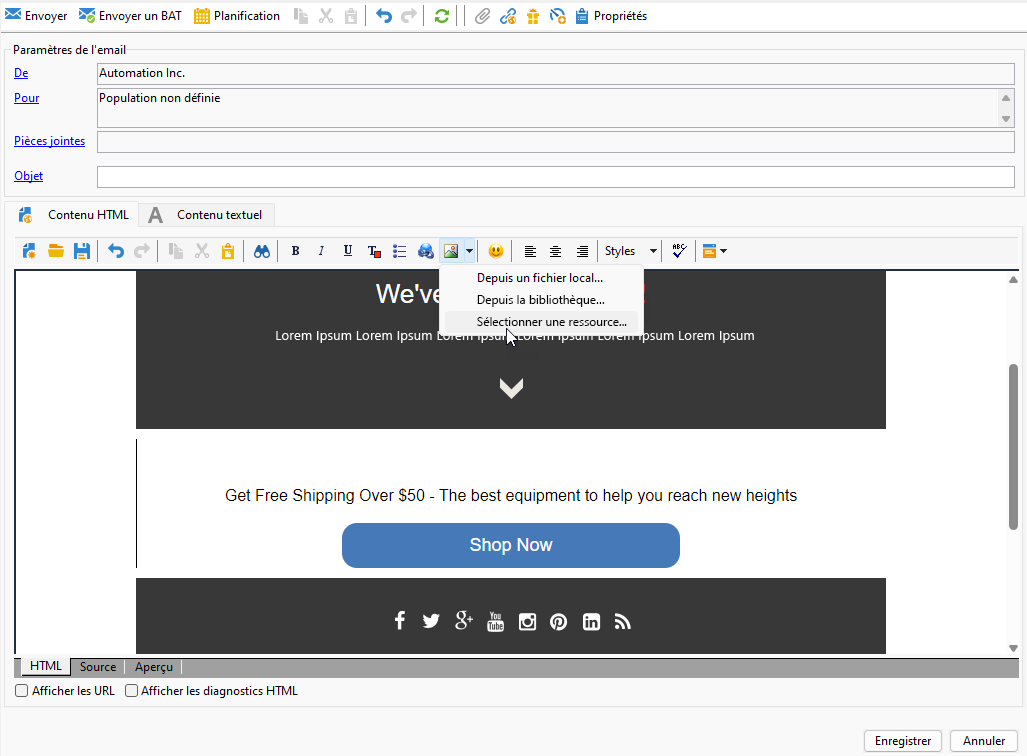 Envoyer Envoyer un BAT Planification Propriétés
Paramètres de l'email
De Automation Inc.
Pour Population non définie
Pièces jointes
Objet
Contenu HTML A Contenu textuel
B I U T Styles ABC
Depuis un fichier local...
We've !
Depuis la bibliothèque...
Sélectionner une ressource...
Lorem Ipsum Lorem Ipsum Lorem Ipsum Lorem Ipsum Lorem Ipsum Lorem Ipsum
Get Free Shipping Over $50 - The best equipment to help you reach new heights
Shop Now
f g+ You Tube in
HTML Source Aperçu
Afficher les URL Afficher les diagnostics HTML
Enregistrer Annuler